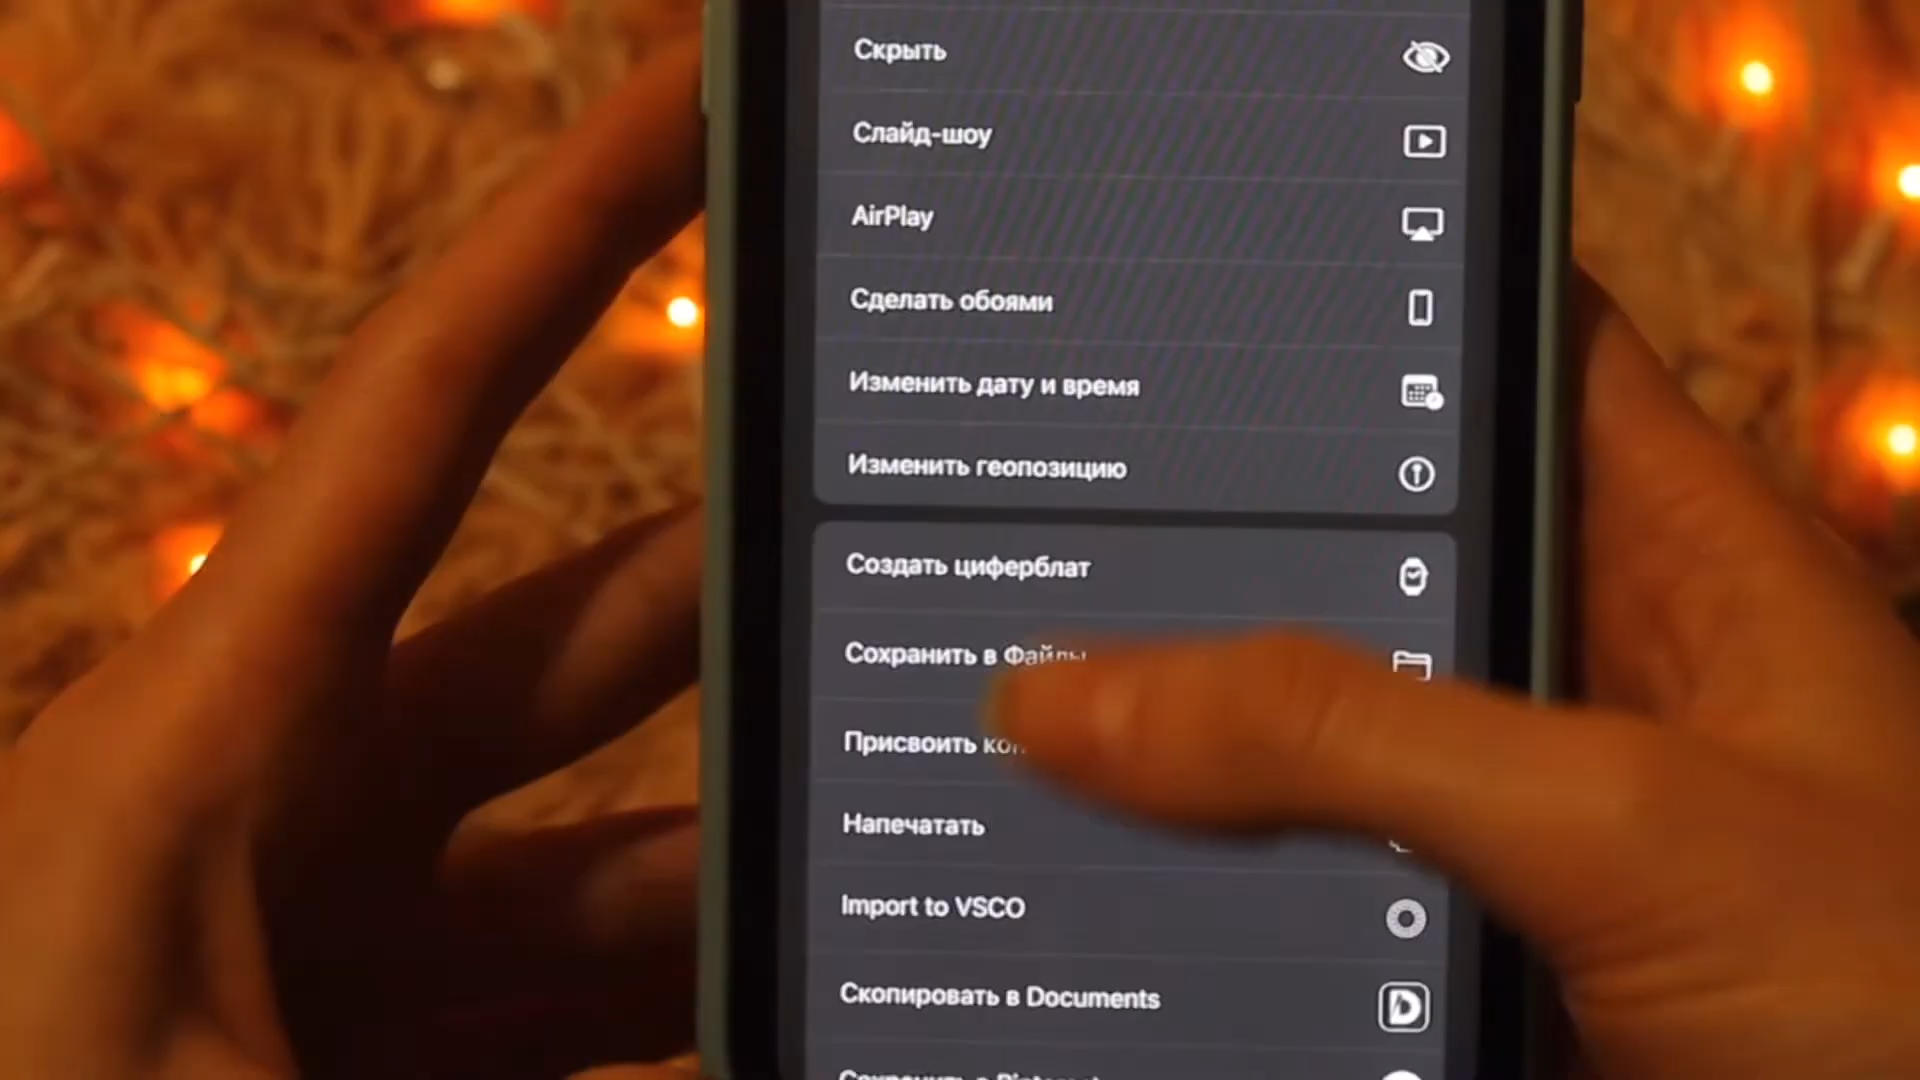 Скрыть
Слайд-шоу
AirPlay
Сделать обоями
Изменить дату и время
Изменить геопозицию
Создать циферблат
Сохранить в Файлы
Присвоить
Напечатать
Import to VSCO
Скопировать в Documents